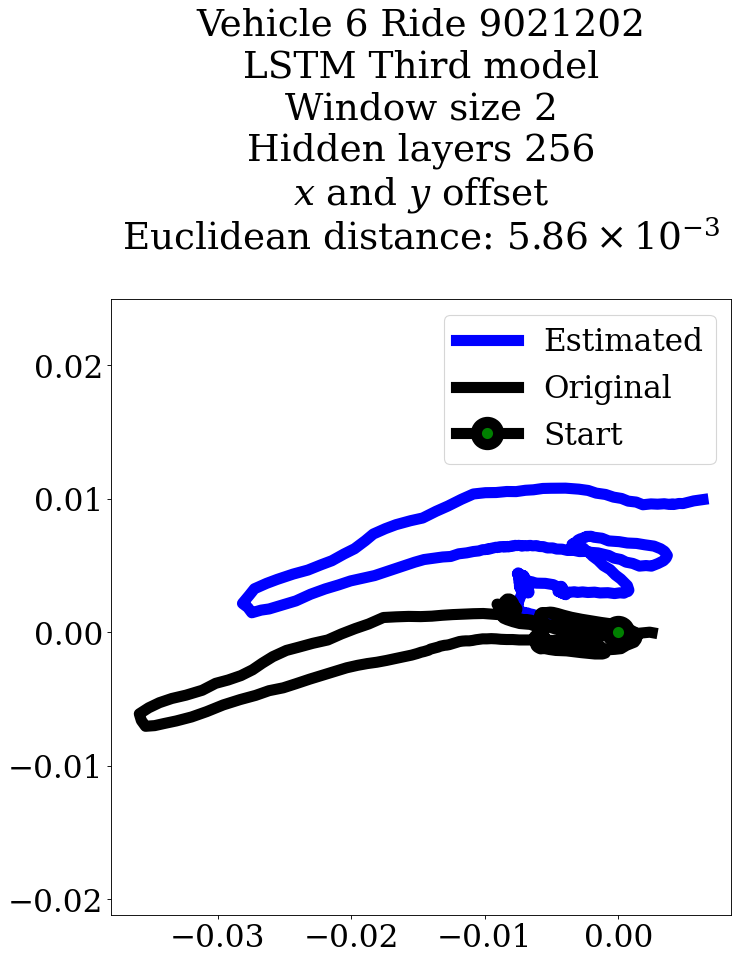 Vehicle 6 Ride 9021202
LSTM Third model
Window size 2
Hidden layers 256
x and y offset
Euclidean distance: 5.86 × 10⁻³
Estimated
Original
Start
0.02
0.01
0.00
−0.01
−0.02
−0.03 −0.02 −0.01 0.00